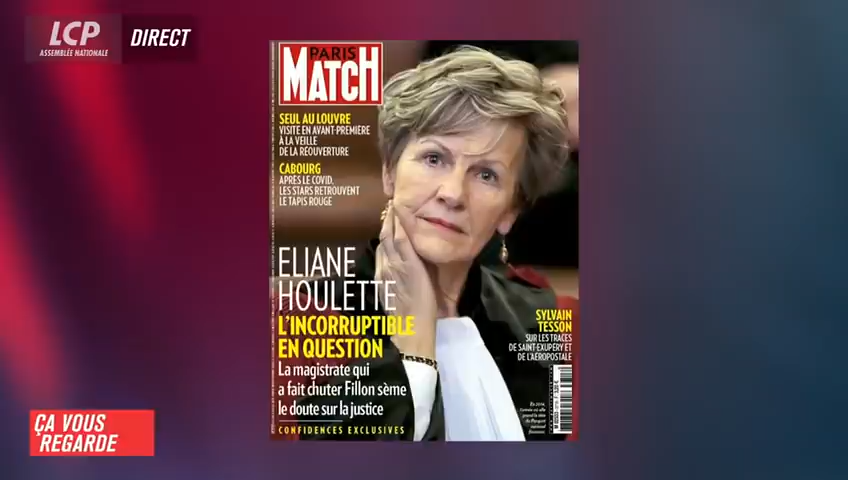 LCP
ASSEMBLÉE NATIONALE
DIRECT
PARIS
MATCH
SEUL AU LOUVRE
VISITE EN AVANT-PREMIÈRE
À LA VEILLE
DE LA RÉOUVERTURE
CABOURG
APRÈS LE COVID,
LES STARS RETROUVENT
LE TAPIS ROUGE
ELIANE
HOULETTE
L'INCORRUPTIBLE
EN QUESTION
La magistrate qui
a fait chuter Fillon sème
le doute sur la justice
CONFIDENCES EXCLUSIVES
SYLVAIN
TESSON
SUR LES TRACES
DE SAINT-EXUPÉRY ET
DE L'AÉROPOSTALE
ÇA VOUS
REGARDE